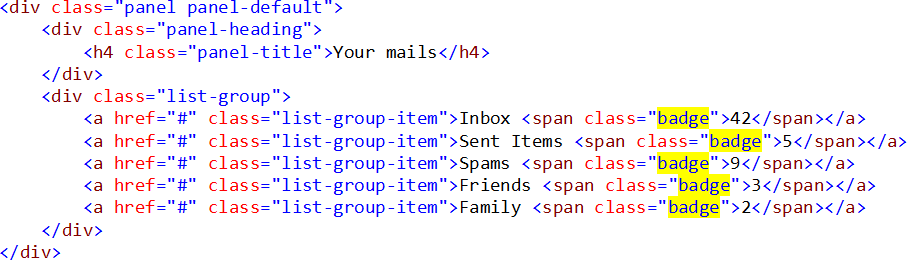 <div class="panel panel-default">
    <div class="panel-heading">
        <h4 class="panel-title">Your mails</h4>
    </div>
    <div class="list-group">
        <a href="#" class="list-group-item">Inbox <span class="badge">42</span></a>
        <a href="#" class="list-group-item">Sent Items <span class="badge">5</span></a>
        <a href="#" class="list-group-item">Spams <span class="badge">9</span></a>
        <a href="#" class="list-group-item">Friends <span class="badge">3</span></a>
        <a href="#" class="list-group-item">Family <span class="badge">2</span></a>
    </div>
</div>